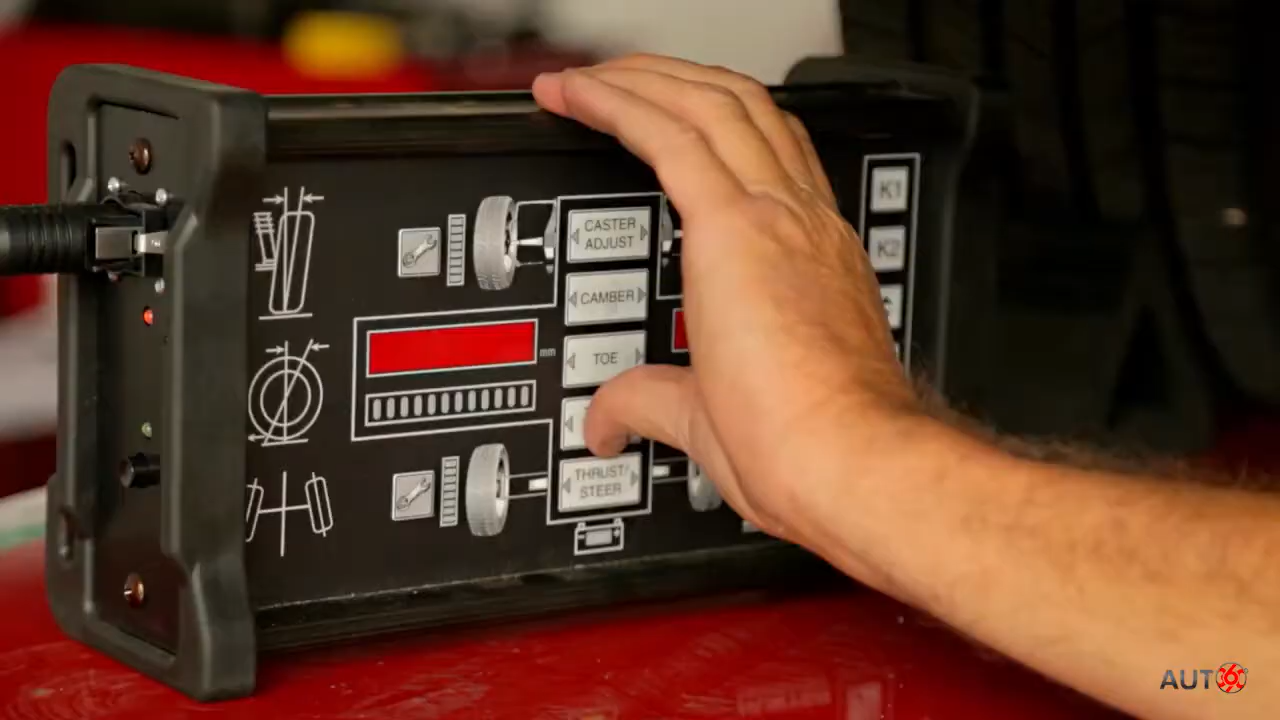 K1
K2
CASTER
ADJUST
CAMBER
mm
TOE
THRUST/
STEER
AUTO